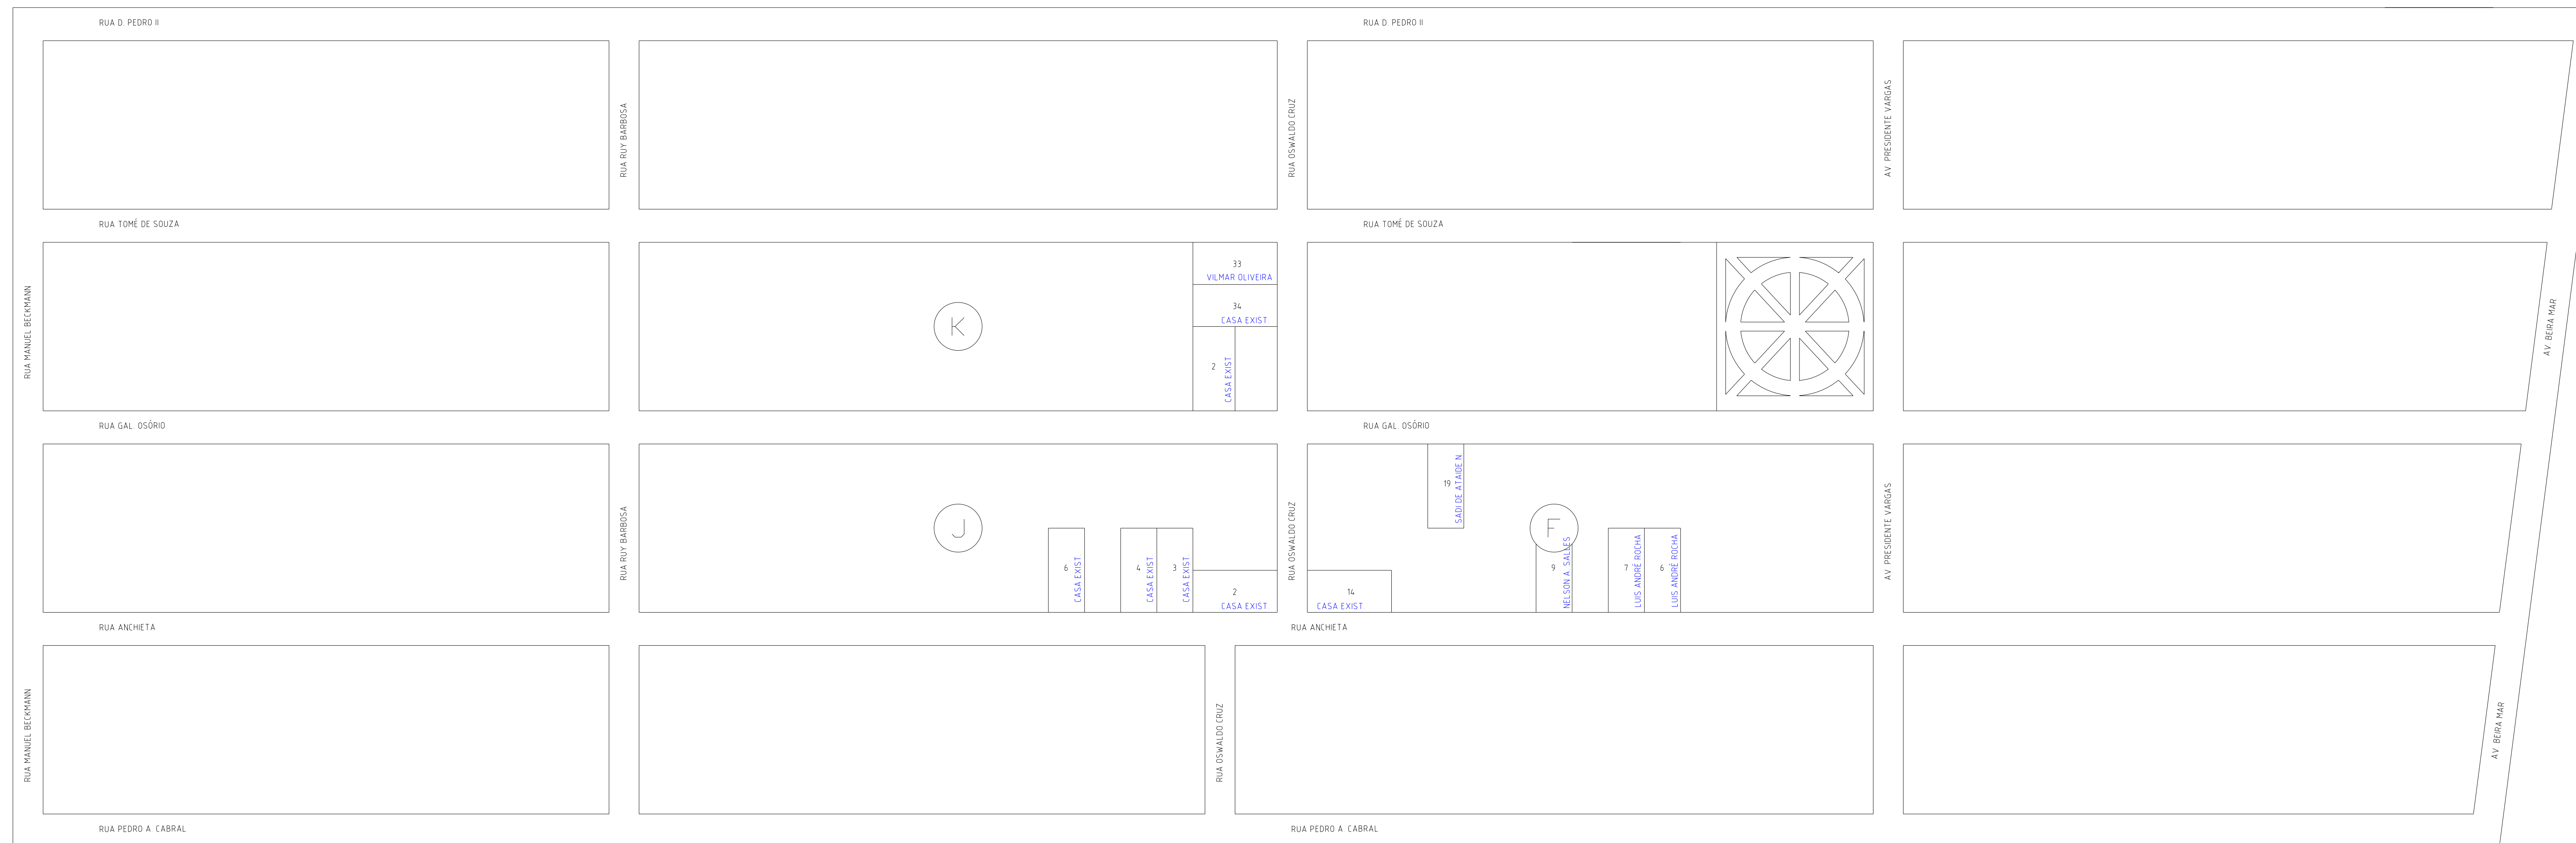 RUA D. PEDRO II
RUA D. PEDRO II
RUA RUY BARBOSA
RUA OSWALDO CRUZ
AV. PRESIDENTE VARGAS
RUA TOMÉ DE SOUZA
RUA TOMÉ DE SOUZA
RUA MANUEL BECKMANN
K
33
VILMAR OLIVEIRA
34
CASA EXIST.
2
CASA EXIST.
AV. BEIRA MAR
RUA GAL. OSÓRIO
RUA GAL. OSÓRIO
RUA RUY BARBOSA
J
6
CASA EXIST.
4
CASA EXIST.
3
CASA EXIST.
2
CASA EXIST.
RUA OSWALDO CRUZ
14
CASA EXIST.
19
SADI DE ATAIDE N.
F
9
NELSON A. SALLES
7
LUIS ANDRÉ ROCHA
6
LUIS ANDRÉ ROCHA
AV. PRESIDENTE VARGAS
RUA ANCHIETA
RUA ANCHIETA
RUA MANUEL BECKMANN
RUA OSWALDO CRUZ
AV. BEIRA MAR
RUA PEDRO A. CABRAL
RUA PEDRO A. CABRAL